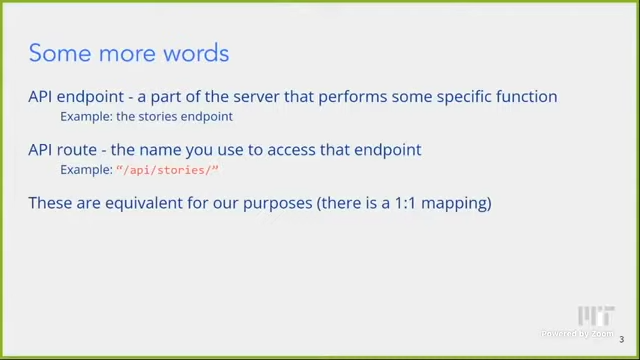 Some more words
API endpoint - a part of the server that performs some specific function
Example: the stories endpoint
API route - the name you use to access that endpoint
Example: “/api/stories/”
These are equivalent for our purposes (there is a 1:1 mapping)
MIT
Powered by Zoom
3